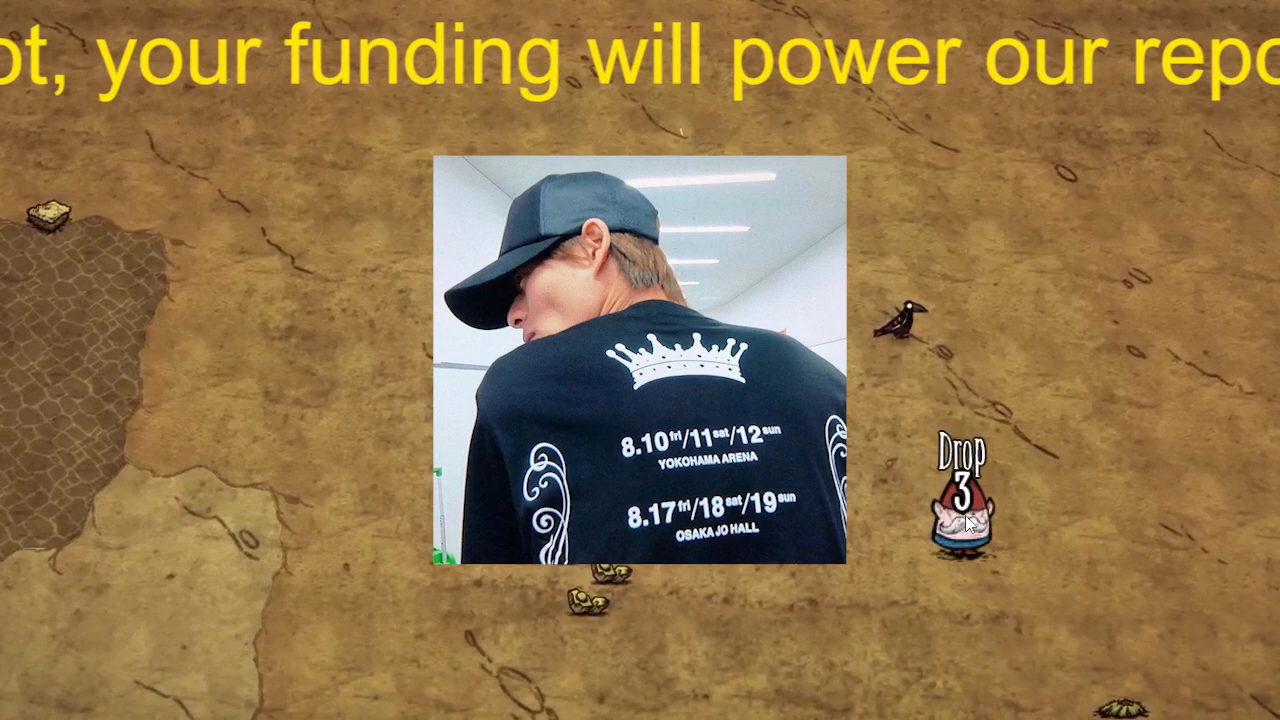 ot, your funding will power our repo
8.10fri/11sat/12sun
YOKOHAMA ARENA
8.17fri/18sat/19sun
OSAKA JO HALL
Drop
3